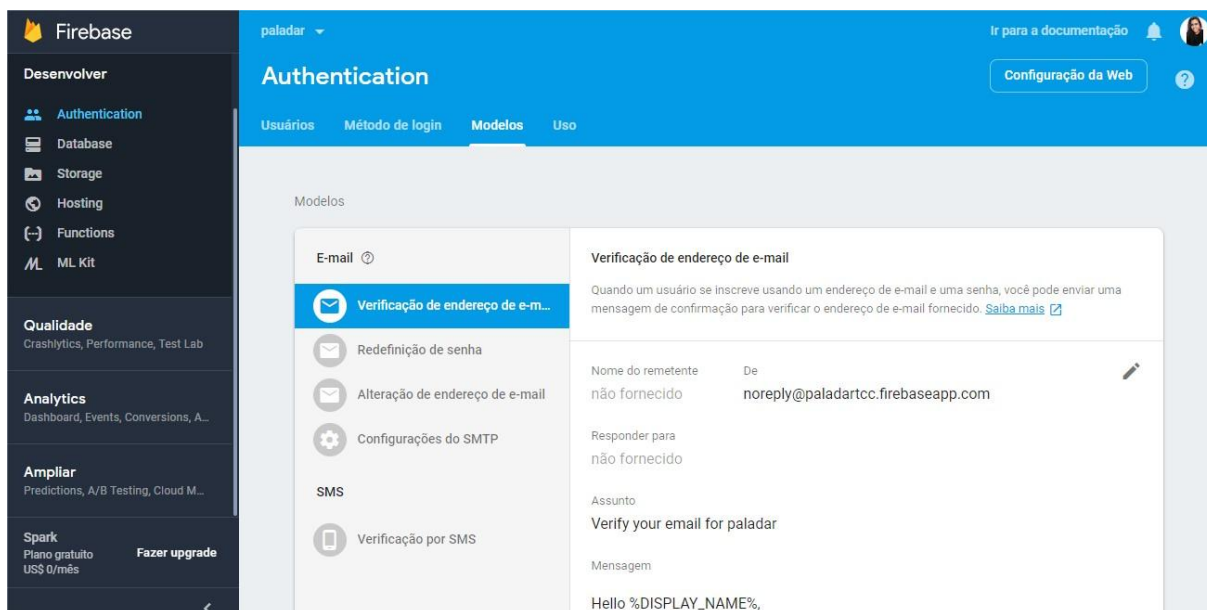 Firebase
Desenvolver
Authentication
Database
Storage
Hosting
Functions
ML Kit
Qualidade
Crashlytics, Performance, Test Lab
Analytics
Dashboard, Events, Conversions, A...
Ampliar
Predictions, A/B Testing, Cloud M...
Spark
Plano gratuito
US$ 0/mês
Fazer upgrade
paladar
Ir para a documentação
Authentication
Configuração da Web
Usuários
Método de login
Modelos
Uso
Modelos
E-mail
Verificação de endereço de e-m...
Redefinição de senha
Alteração de endereço de e-mail
Configurações do SMTP
SMS
Verificação por SMS
Verificação de endereço de e-mail
Quando um usuário se inscreve usando um endereço de e-mail e uma senha, você pode enviar uma
mensagem de confirmação para verificar o endereço de e-mail fornecido. Saiba mais
Nome do remetente
não fornecido
De
noreply@paladartcc.firebaseapp.com
Responder para
não fornecido
Assunto
Verify your email for paladar
Mensagem
Hello %DISPLAY_NAME%,